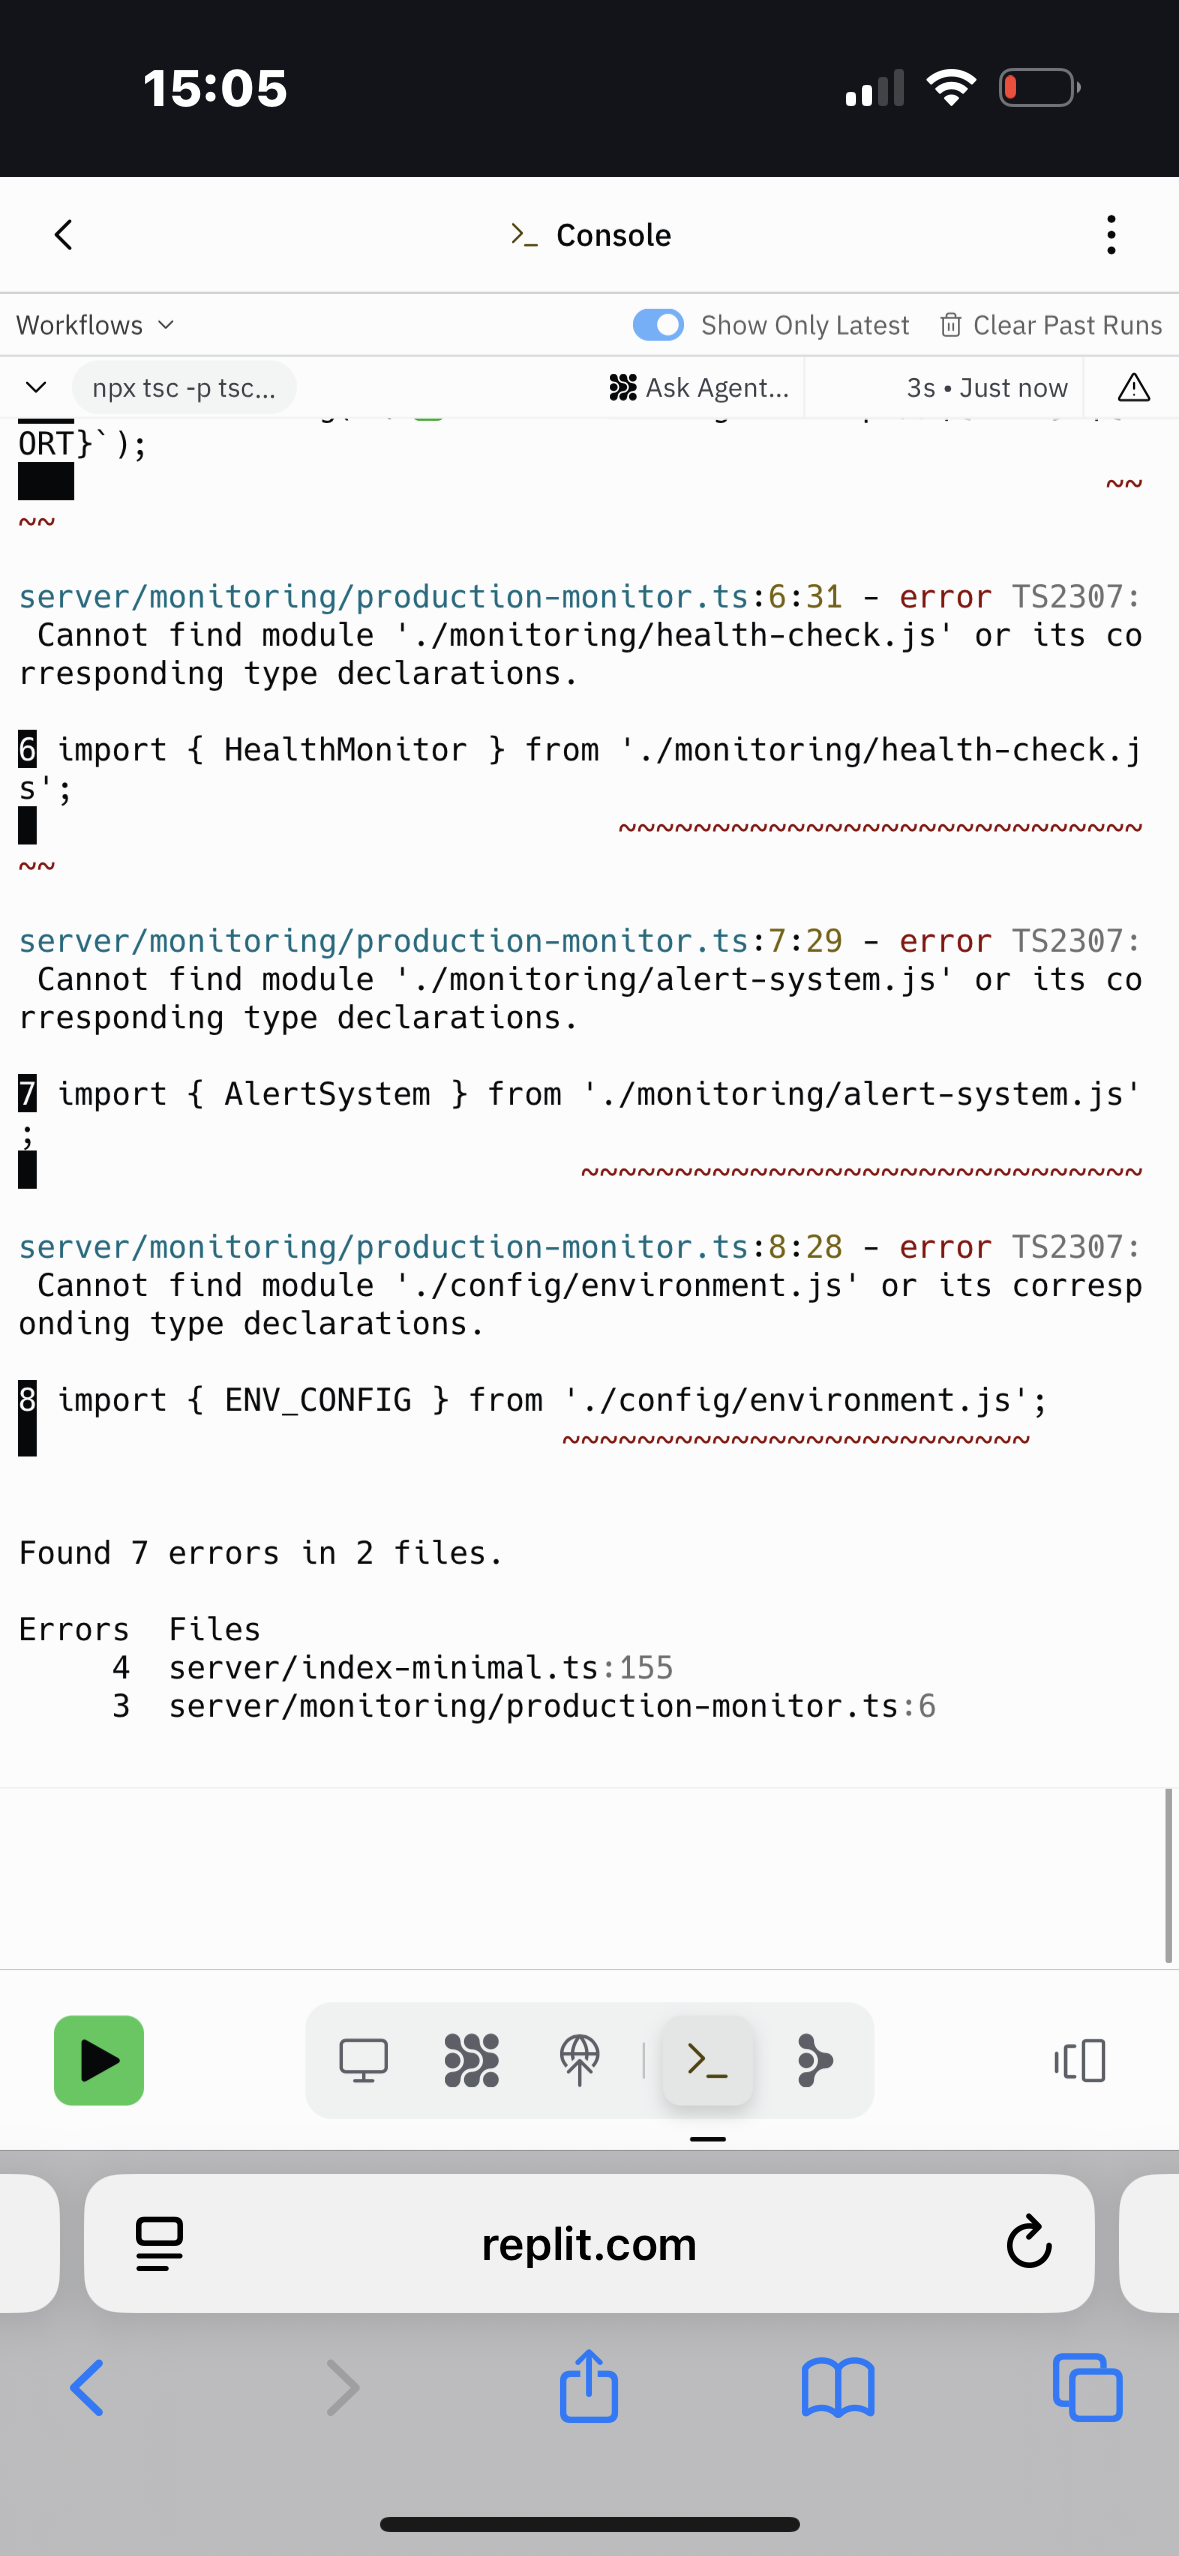 15:05
Console
Workflows
Show Only Latest
Clear Past Runs
npx tsc -p tsc...
Ask Agent...
3s • Just now
ORT}`);
~~
~~
server/monitoring/production-monitor.ts:6:31 - error TS2307:
 Cannot find module './monitoring/health-check.js' or its co
rresponding type declarations.
6 import { HealthMonitor } from './monitoring/health-check.j
s';
~~~~~~~~~~~~~~~~~~~~~~~~~~~~
~~
server/monitoring/production-monitor.ts:7:29 - error TS2307:
 Cannot find module './monitoring/alert-system.js' or its co
rresponding type declarations.
7 import { AlertSystem } from './monitoring/alert-system.js'
;
~~~~~~~~~~~~~~~~~~~~~~~~~~~~~~
server/monitoring/production-monitor.ts:8:28 - error TS2307:
 Cannot find module './config/environment.js' or its corresp
onding type declarations.
8 import { ENV_CONFIG } from './config/environment.js';
~~~~~~~~~~~~~~~~~~~~~~~~~
Found 7 errors in 2 files.
Errors  Files
     4  server/index-minimal.ts:155
     3  server/monitoring/production-monitor.ts:6
replit.com